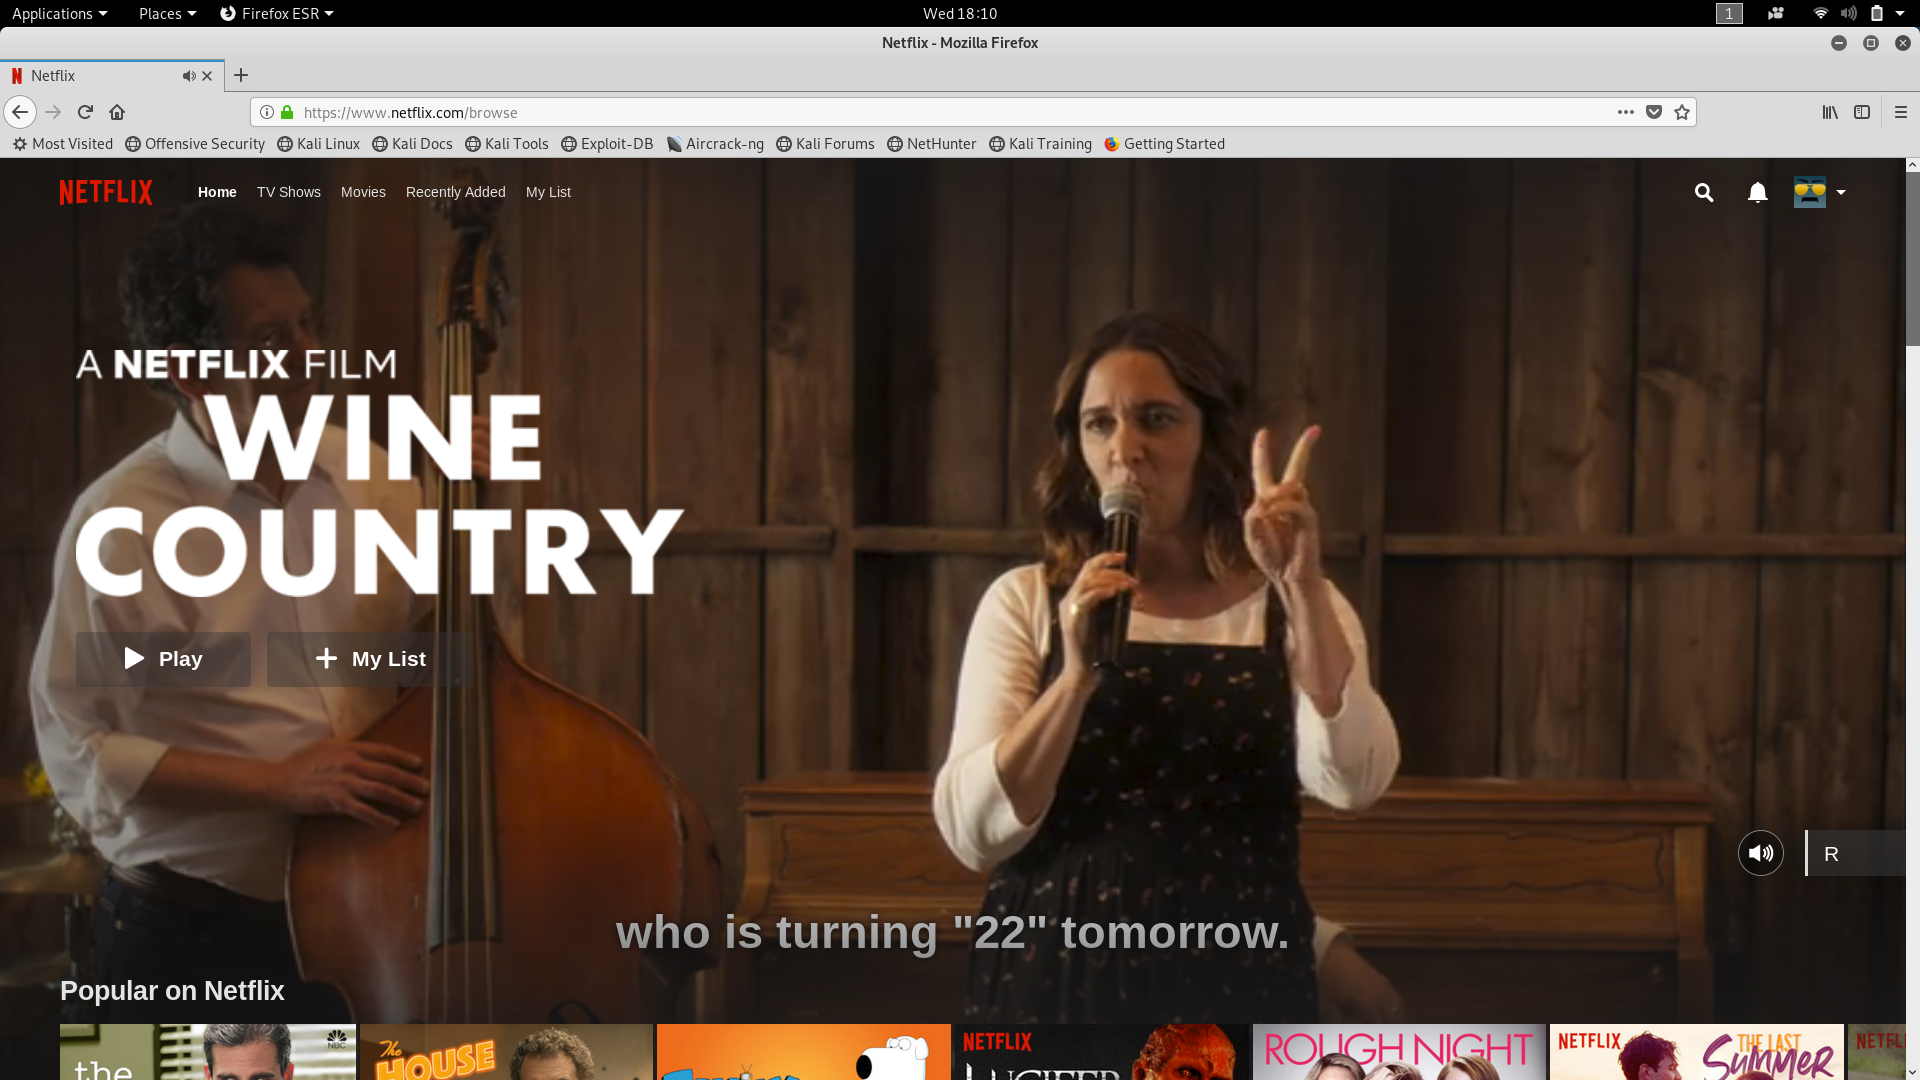 Applications Places Firefox ESR Wed 18:10 1
Netflix - Mozilla Firefox
Netflix
https://www.netflix.com/browse
Most Visited Offensive Security Kali Linux Kali Docs Kali Tools Exploit-DB Aircrack-ng Kali Forums NetHunter Kali Training Getting Started
NETFLIX Home TV Shows Movies Recently Added My List
A NETFLIX FILM
WINE
COUNTRY
Play My List
R
who is turning "22" tomorrow.
Popular on Netflix
NBC
the
The HOUSE
NETFLIX
LUCIFER
ROUGH NIGHT
NETFLIX
THE LAST
SUMMER